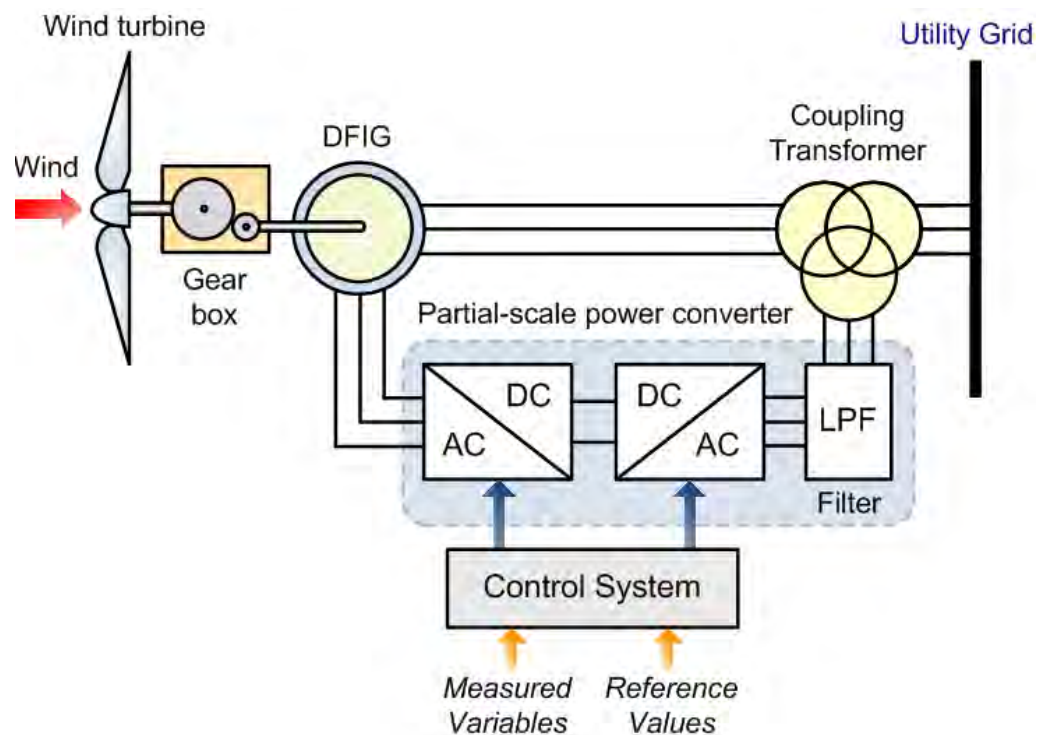 Wind turbine
Utility Grid
DFIG
Coupling
Transformer
Wind
Gear
box
Partial-scale power converter
DC
AC
DC
AC
LPF
Filter
Control System
Measured
Variables
Reference
Values